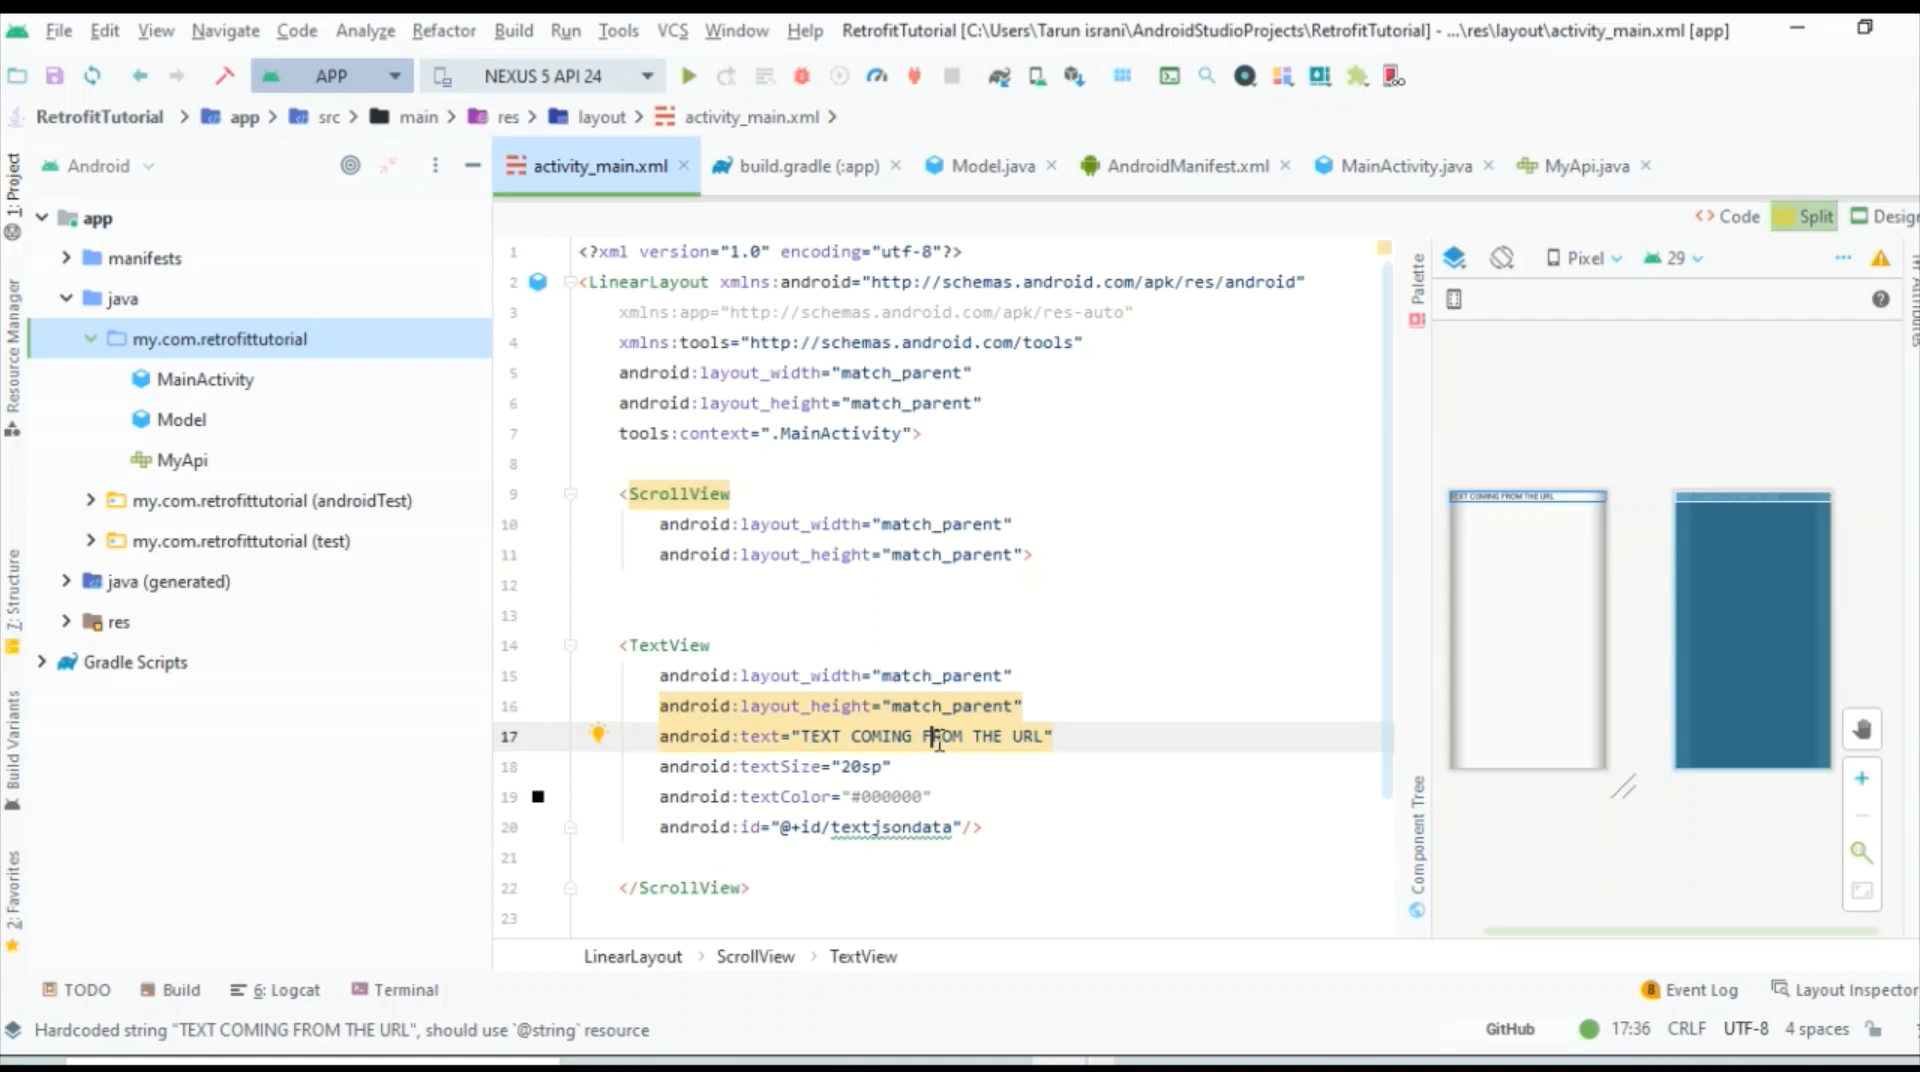 File Edit View Navigate Code Analyze Refactor Build Run Tools VCS Window Help RetrofitTutorial [C:\Users\Tarun israni\AndroidStudioProjects\RetrofitTutorial] - ...\res\layout\activity_main.xml [app]
APP NEXUS 5 API 24
RetrofitTutorial app src main res layout activity_main.xml
Android
activity_main.xml build.gradle (:app) Model.java AndroidManifest.xml MainActivity.java MyApi.java
Code Split Design
1: Project
Resource Manager
7: Structure
Build Variants
2: Favorites
app
manifests
java
my.com.retrofittutorial
MainActivity
Model
MyApi
my.com.retrofittutorial (androidTest)
my.com.retrofittutorial (test)
java (generated)
res
Gradle Scripts
1 <?xml version="1.0" encoding="utf-8"?>
2 <LinearLayout xmlns:android="http://schemas.android.com/apk/res/android"
3 xmlns:app="http://schemas.android.com/apk/res-auto"
4 xmlns:tools="http://schemas.android.com/tools"
5 android:layout_width="match_parent"
6 android:layout_height="match_parent"
7 tools:context=".MainActivity">
8
9 <ScrollView
10 android:layout_width="match_parent"
11 android:layout_height="match_parent">
12
13
14 <TextView
15 android:layout_width="match_parent"
16 android:layout_height="match_parent"
17 android:text="TEXT COMING FROM THE URL"
18 android:textSize="20sp"
19 android:textColor="#000000"
20 android:id="@+id/textjsondata"/>
21
22 </ScrollView>
23
LinearLayout ScrollView TextView
Palette
Component Tree
Pixel 29
Attributes
TEXT COMING FROM THE URL
TODO Build 6: Logcat Terminal 8 Event Log Layout Inspector
Hardcoded string "TEXT COMING FROM THE URL", should use `@string` resource GitHub 17:36 CRLF UTF-8 4 spaces